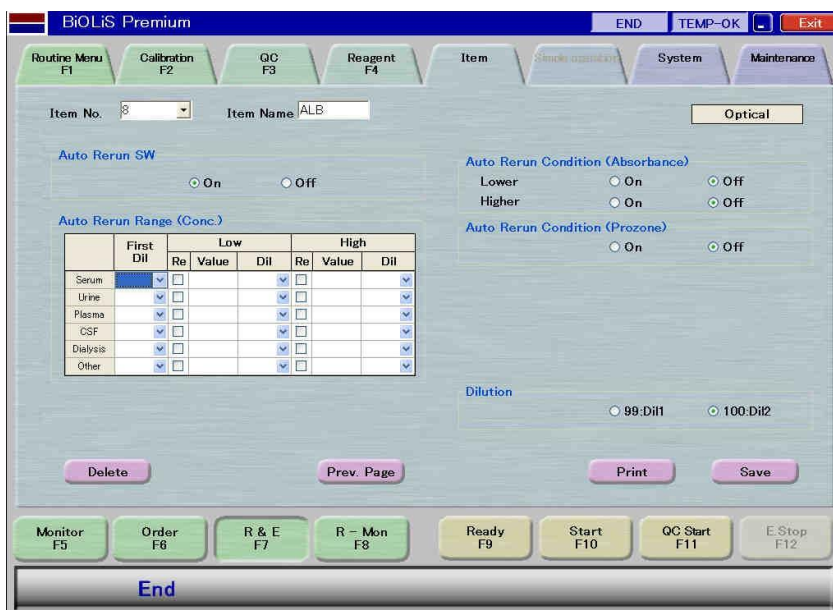 BiOLiS Premium
END TEMP-OK Exit
Routine Menu F1
Calibration F2
QC F3
Reagent F4
Item
Simple operation
System
Maintenance
Item No. 8 Item Name ALB
Optical
Auto Rerun SW
On Off
Auto Rerun Condition (Absorbance)
Lower On Off
Higher On Off
Auto Rerun Range (Conc.)
Auto Rerun Condition (Prozone)
On Off
First Dil Low High
Re Value Dil Re Value Dil
Serum
Urine
Plasma
CSF
Dialysis
Other
Dilution
99:Dil1 100:Dil2
Delete Prev. Page Print Save
Monitor F5
Order F6
R & E F7
R - Mon F8
Ready F9
Start F10
QC Start F11
E.Stop F12
End